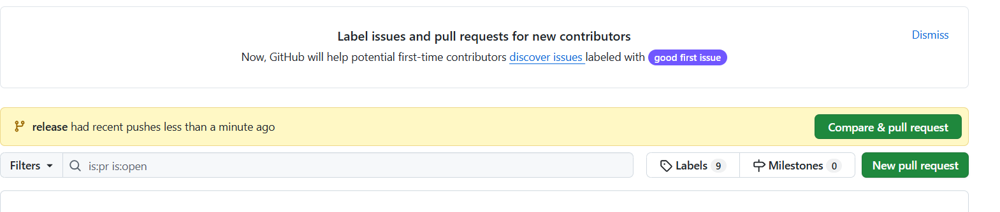 Label issues and pull requests for new contributors
Dismiss
Now, GitHub will help potential first-time contributors discover issues labeled with good first issue
release had recent pushes less than a minute ago
Compare & pull request
Filters
is:pr is:open
Labels 9
Milestones 0
New pull request